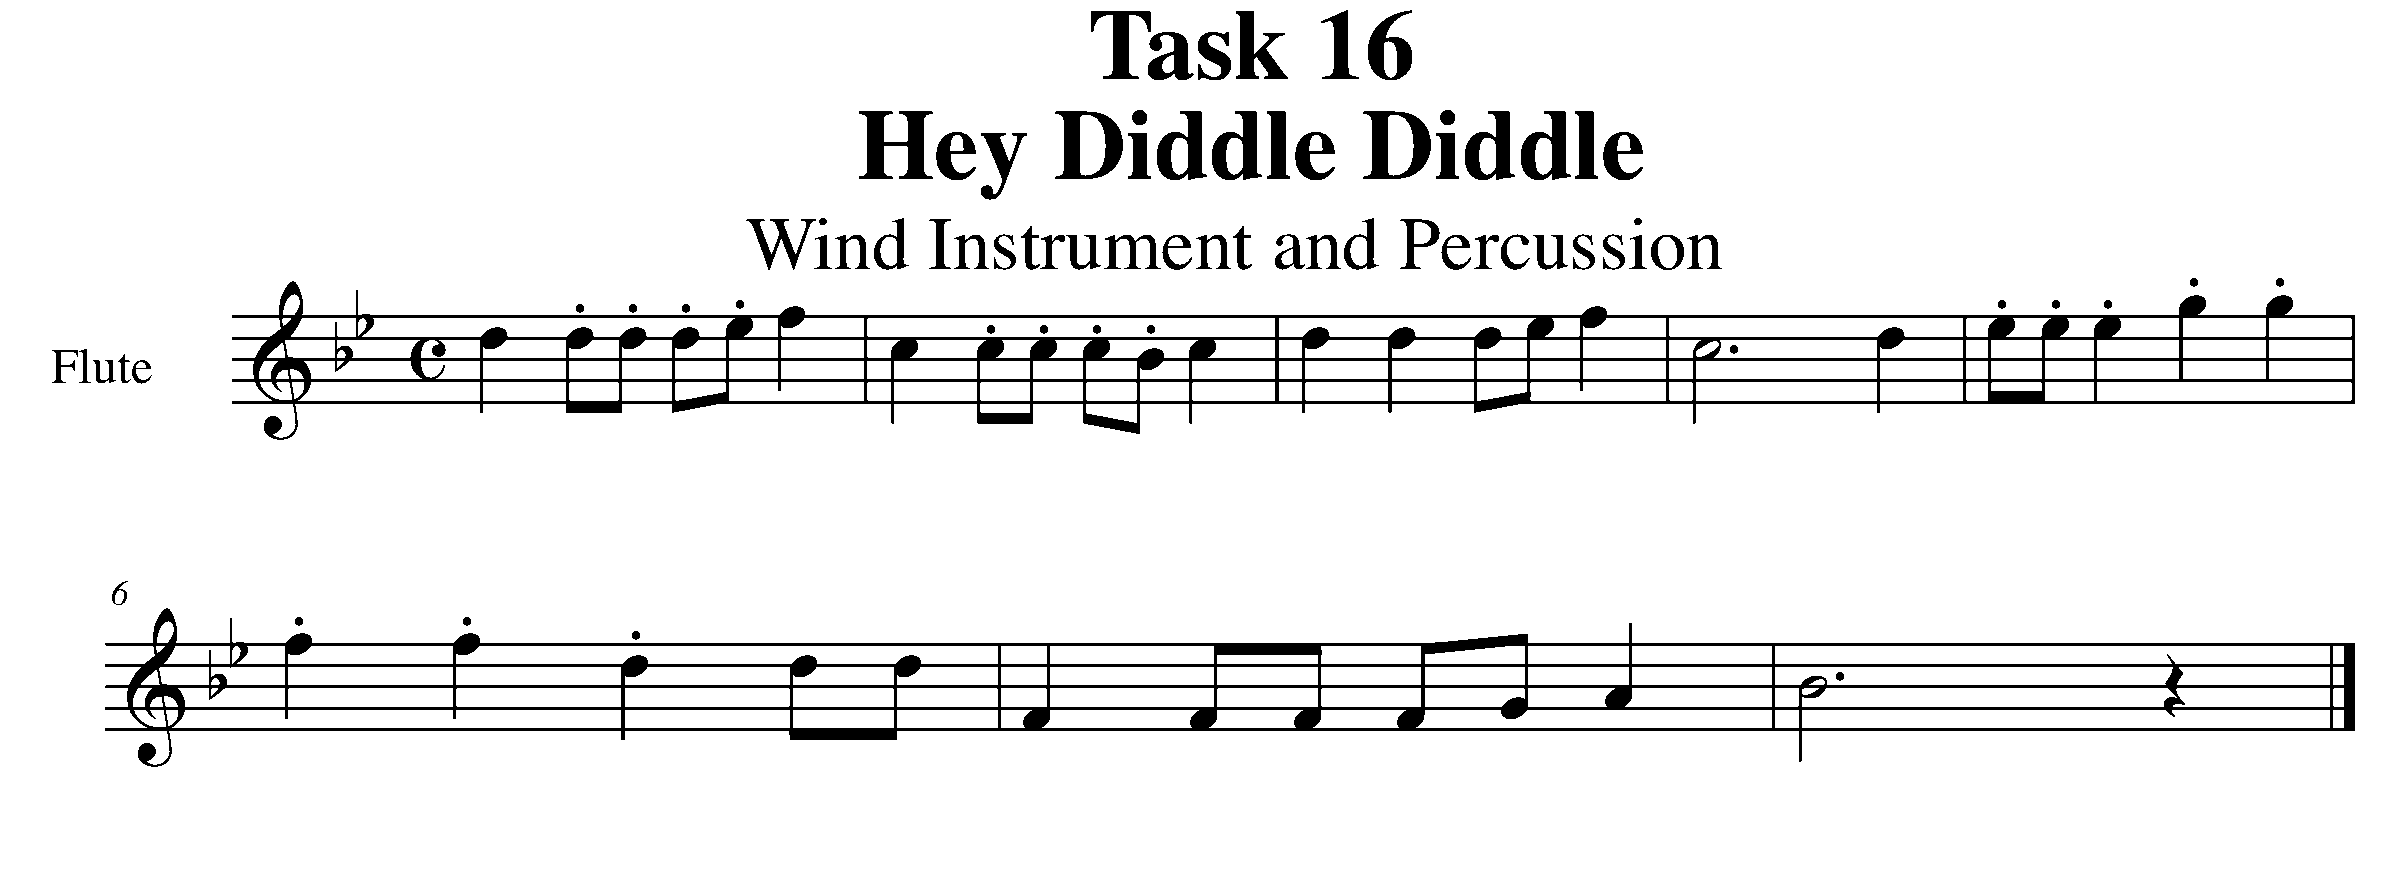 Task 16
Hey Diddle Diddle
Wind Instrument and Percussion
Flute
6